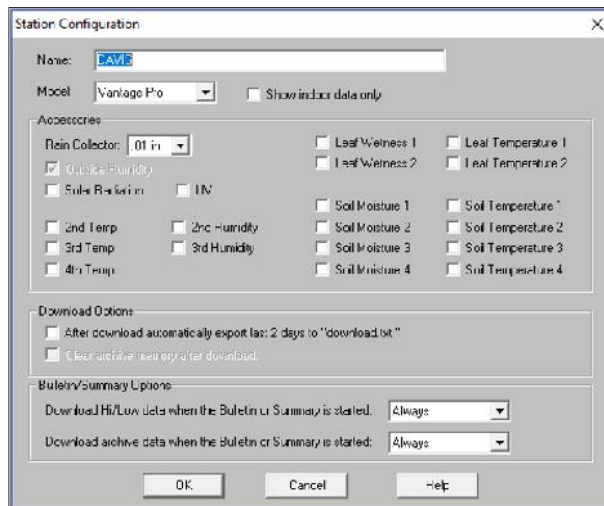 Station Configuration
Name: DAVIS
Model: Vantage Pro Show indoor data only
Accessories
Rain Collector: .01 in
Outside Humidity
Solar Radiation UV
2nd Temp 2nd Humidity
3rd Temp 3rd Humidity
4th Temp
Leaf Wetness 1 Leaf Temperature 1
Leaf Wetness 2 Leaf Temperature 2
Soil Moisture 1 Soil Temperature 1
Soil Moisture 2 Soil Temperature 2
Soil Moisture 3 Soil Temperature 3
Soil Moisture 4 Soil Temperature 4
Download Options
After download automatically export last 2 days to "download.txt"
Clear archive memory after download.
Bulletin/Summary Options
Download Hi/Low data when the Bulletin or Summary is started: Always
Download archive data when the Bulletin or Summary is started: Always
OK Cancel Help